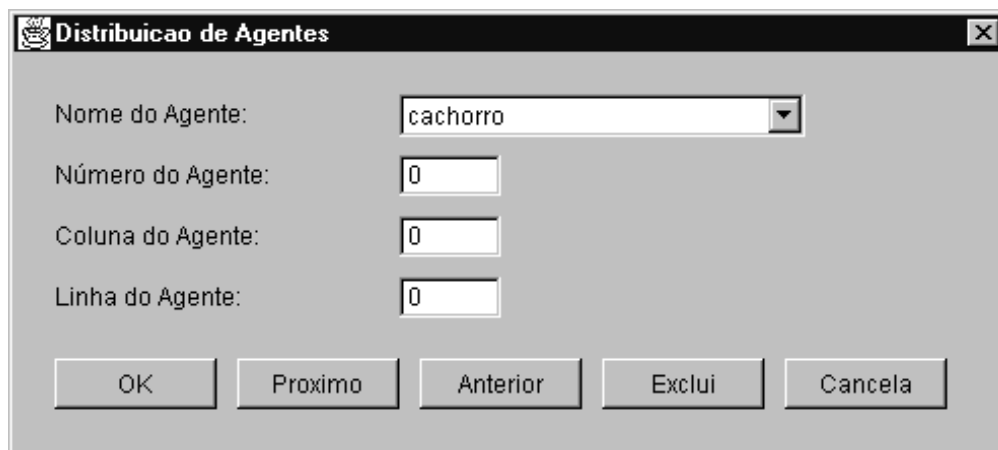 Distribuicao de Agentes
Nome do Agente: cachorro
Número do Agente: 0
Coluna do Agente: 0
Linha do Agente: 0
OK Proximo Anterior Exclui Cancela